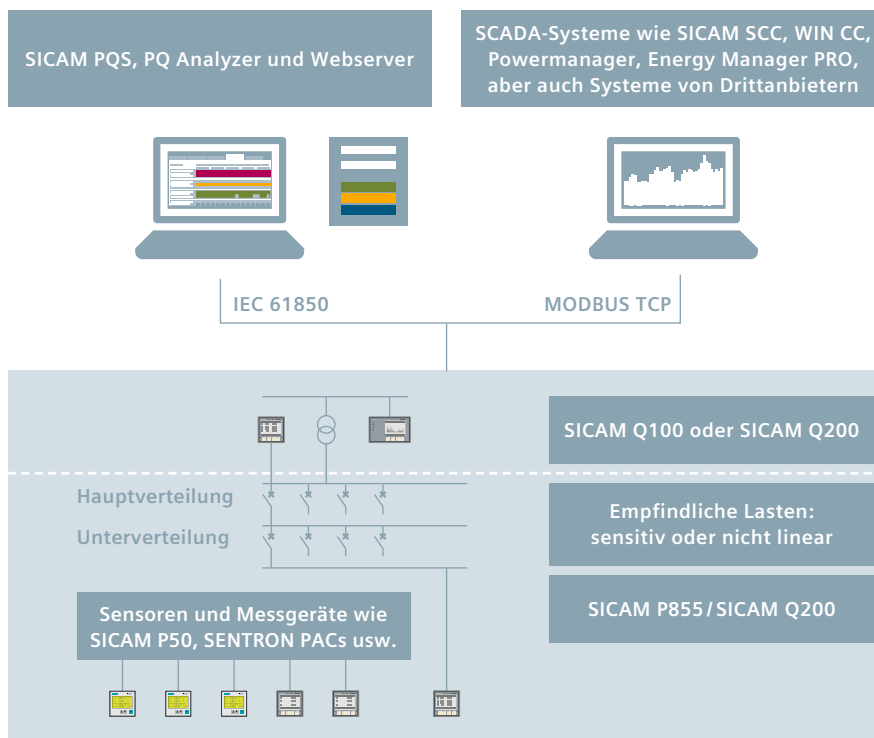 SICAM PQS, PQ Analyzer und Webserver
SCADA-Systeme wie SICAM SCC, WIN CC,
Powermanager, Energy Manager PRO,
aber auch Systeme von Drittanbietern
IEC 61850
MODBUS TCP
SICAM Q100 oder SICAM Q200
Hauptverteilung
Unterverteilung
Empfindliche Lasten:
sensitiv oder nicht linear
SICAM P855/SICAM Q200
Sensoren und Messgeräte wie
SICAM P50, SENTRON PACs usw.